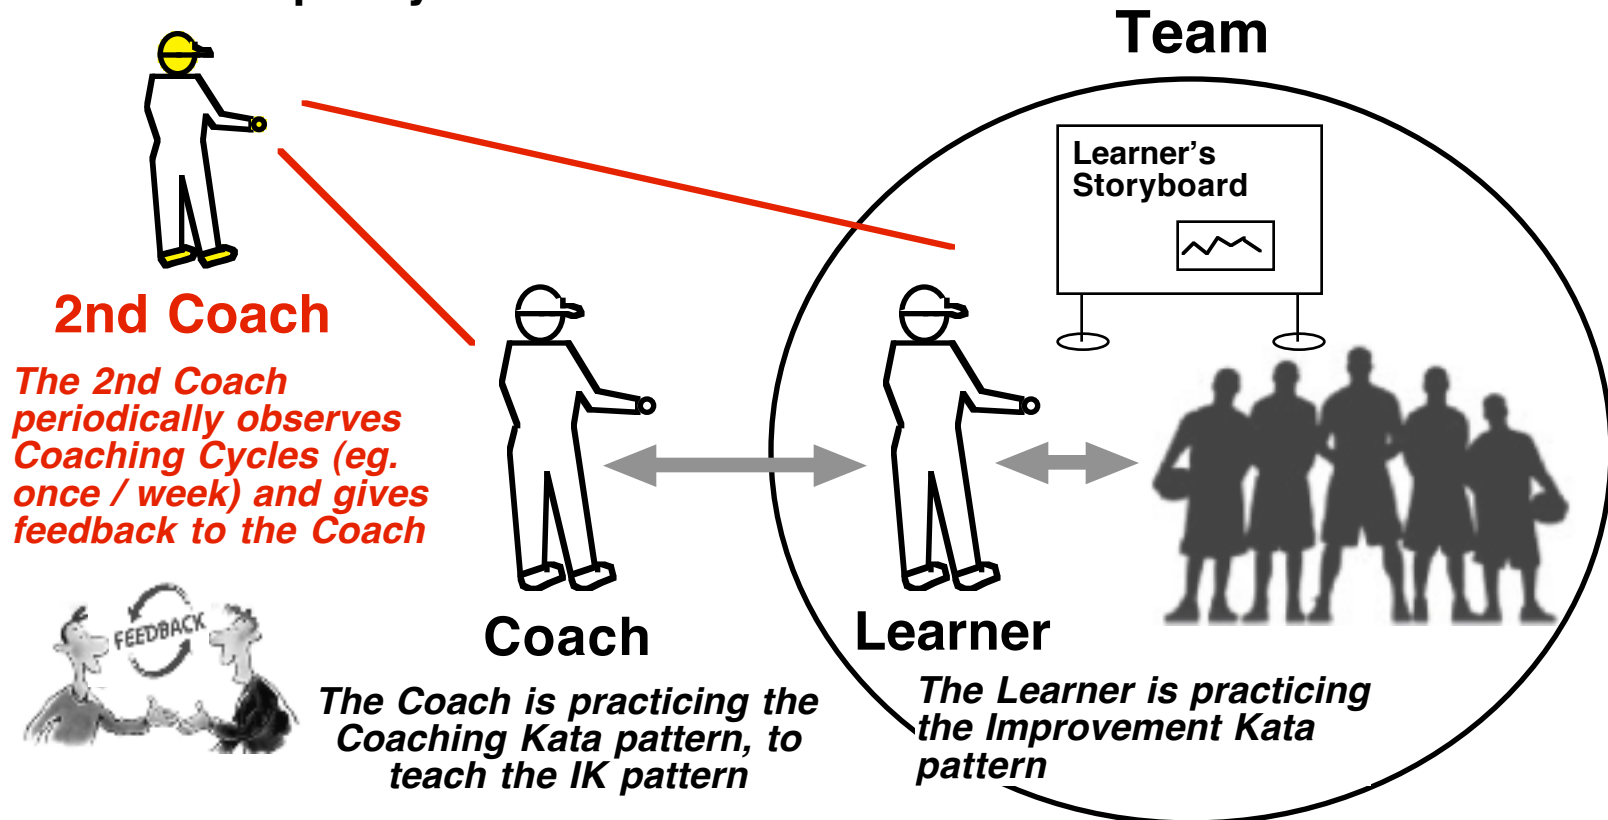 Team
Learner's
Storyboard
2nd Coach
The 2nd Coach
periodically observes
Coaching Cycles (eg.
once / week) and gives
feedback to the Coach
FEEDBACK
Coach
The Coach is practicing the
Coaching Kata pattern, to
teach the IK pattern
Learner
The Learner is practicing
the Improvement Kata
pattern